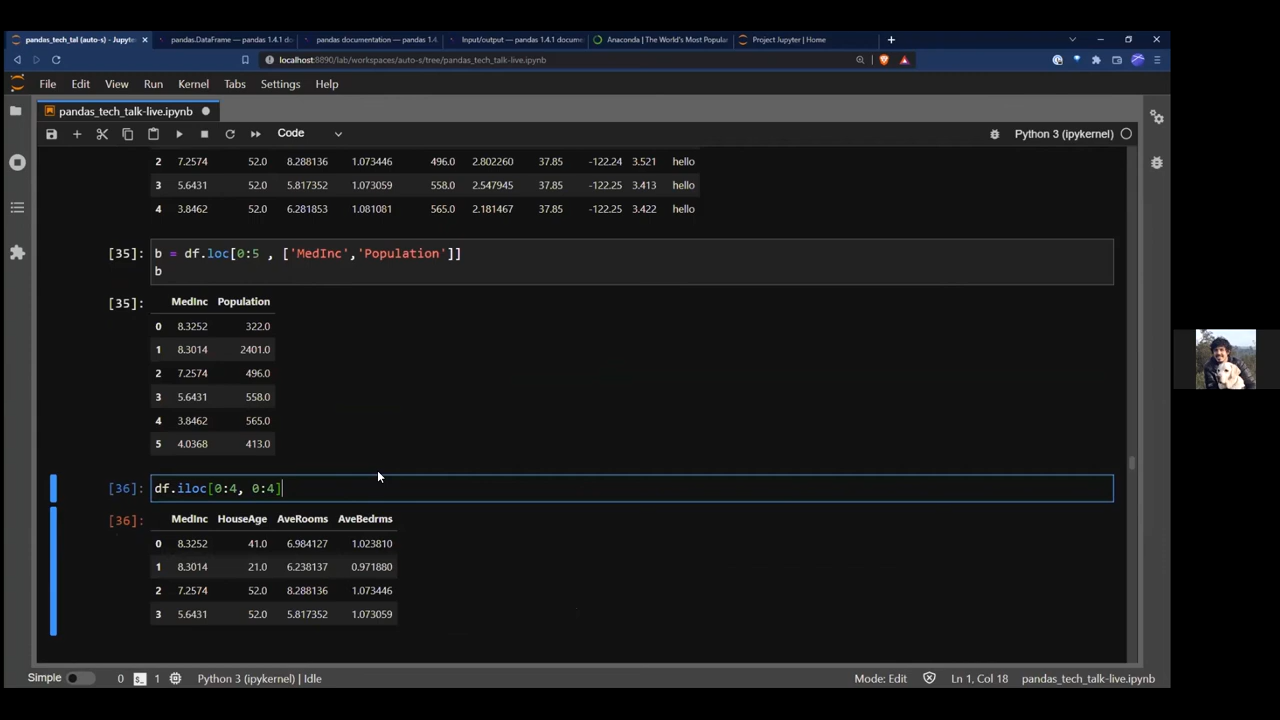 pandas_tech_tal (auto-s) - Jupyte
pandas.DataFrame — pandas 1.4.1 do
pandas documentation — pandas 1.4.
Input/output — pandas 1.4.1 docume
Anaconda | The World's Most Popular
Project Jupyter | Home
localhost:8890/lab/workspaces/auto-s/tree/pandas_tech_talk-live.ipynb
File Edit View Run Kernel Tabs Settings Help
pandas_tech_talk-live.ipynb
Code
Python 3 (ipykernel)
2 7.2574 52.0 8.288136 1.073446 496.0 2.802260 37.85 -122.24 3.521 hello
3 5.6431 52.0 5.817352 1.073059 558.0 2.547945 37.85 -122.25 3.413 hello
4 3.8462 52.0 6.281853 1.081081 565.0 2.181467 37.85 -122.25 3.422 hello
[35]: b = df.loc[0:5 , ['MedInc','Population']]
b
[35]: MedInc Population
0 8.3252 322.0
1 8.3014 2401.0
2 7.2574 496.0
3 5.6431 558.0
4 3.8462 565.0
5 4.0368 413.0
[36]: df.iloc[0:4, 0:4]
[36]: MedInc HouseAge AveRooms AveBedrms
0 8.3252 41.0 6.984127 1.023810
1 8.3014 21.0 6.238137 0.971880
2 7.2574 52.0 8.288136 1.073446
3 5.6431 52.0 5.817352 1.073059
Simple 0 1 Python 3 (ipykernel) | Idle Mode: Edit Ln 1, Col 18 pandas_tech_talk-live.ipynb